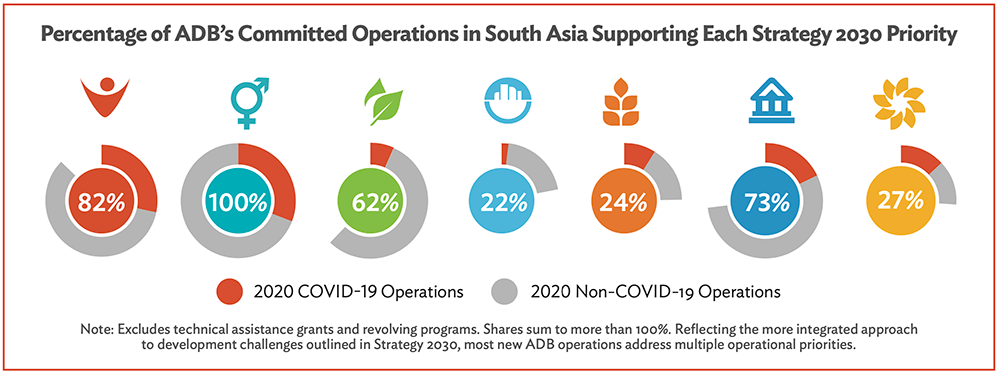 Percentage of ADB’s Committed Operations in South Asia Supporting Each Strategy 2030 Priority
82%
100%
62%
22%
24%
73%
27%
2020 COVID-19 Operations
2020 Non-COVID-19 Operations
Note: Excludes technical assistance grants and revolving programs. Shares sum to more than 100%. Reflecting the more integrated approach
to development challenges outlined in Strategy 2030, most new ADB operations address multiple operational priorities.